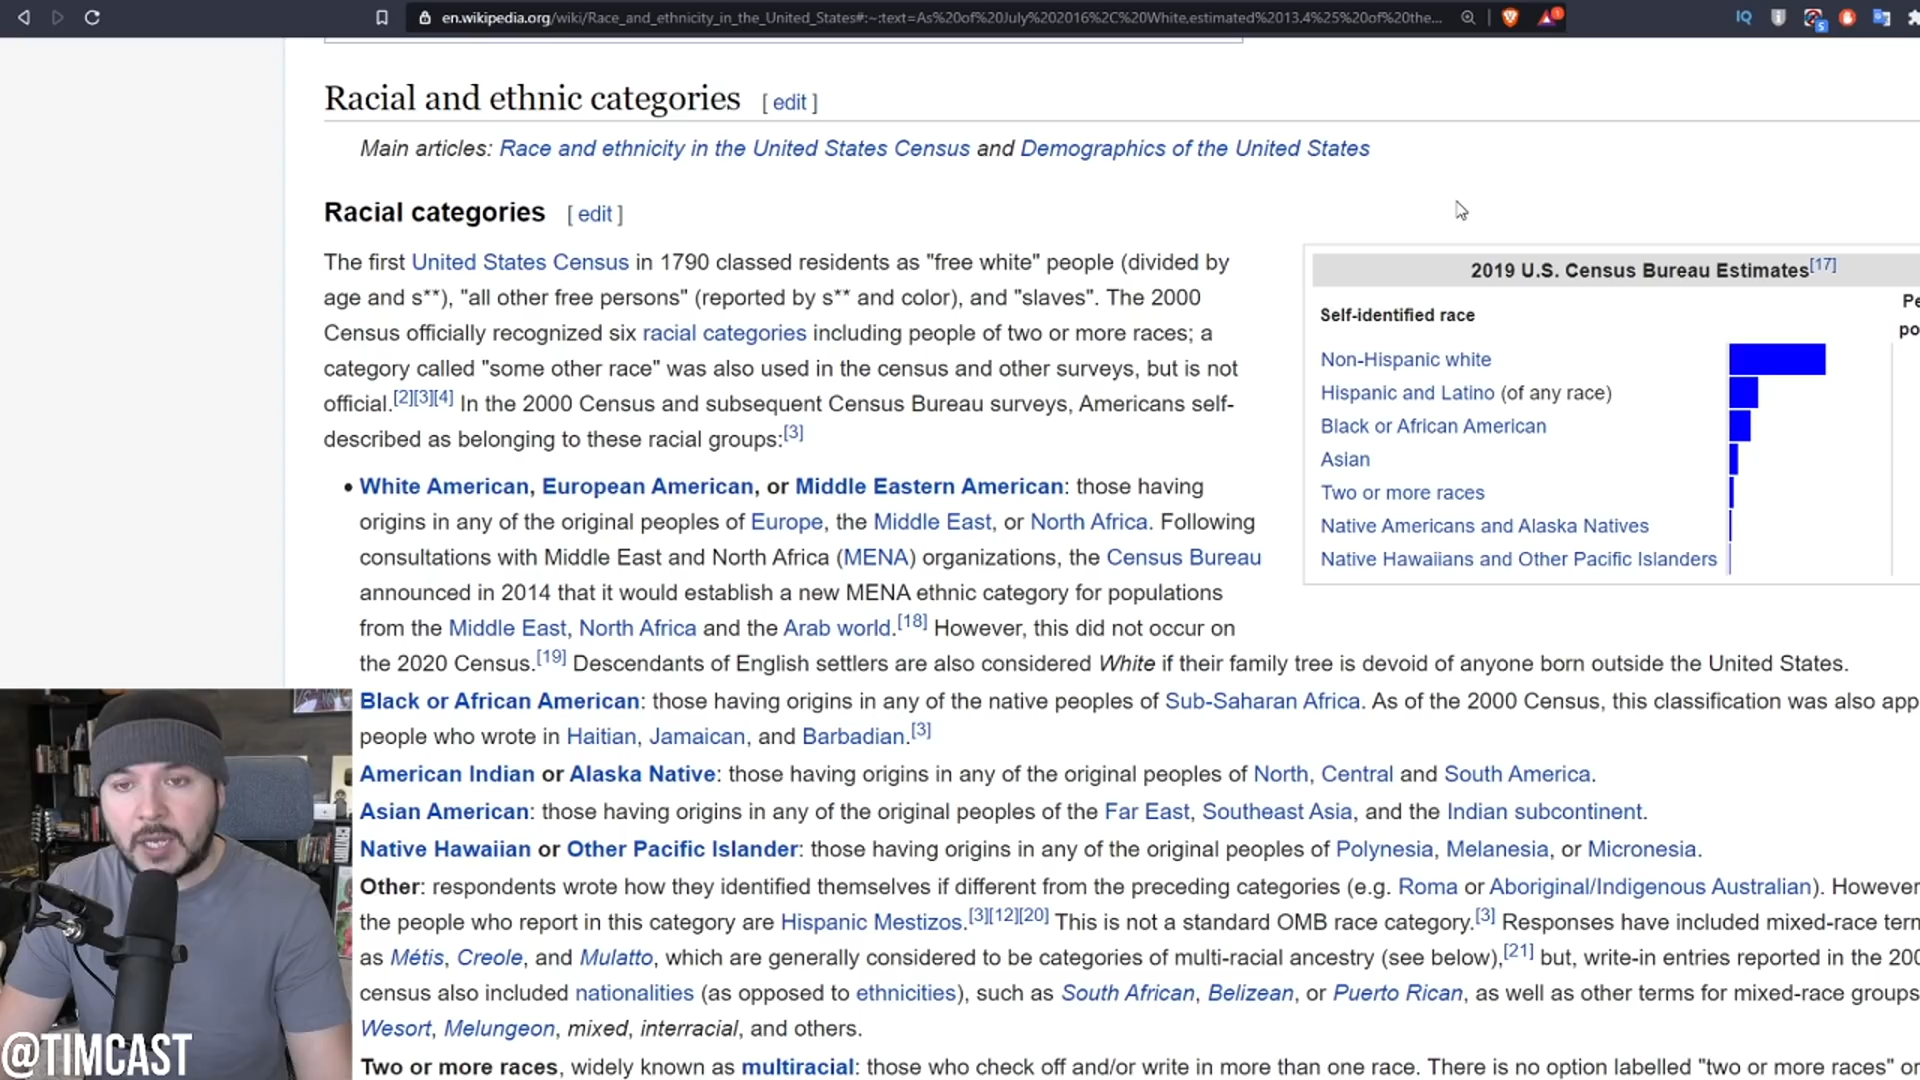 en.wikipedia.org/wiki/Race_and_ethnicity_in_the_United_States#:~:text=As%20of%20July%202016%2C%20White,estimated%2013.4%25%20of%20the...
IQ
Racial and ethnic categories [ edit ]
Main articles: Race and ethnicity in the United States Census and Demographics of the United States
Racial categories [ edit ]
The first United States Census in 1790 classed residents as "free white" people (divided by
age and s**), "all other free persons" (reported by s** and color), and "slaves". The 2000
Census officially recognized six racial categories including people of two or more races; a
category called "some other race" was also used in the census and other surveys, but is not
official.[2][3][4] In the 2000 Census and subsequent Census Bureau surveys, Americans self-
described as belonging to these racial groups:[3]
2019 U.S. Census Bureau Estimates[17]
Self-identified race
Pe
po
Non-Hispanic white
Hispanic and Latino (of any race)
Black or African American
Asian
Two or more races
Native Americans and Alaska Natives
Native Hawaiians and Other Pacific Islanders
• White American, European American, or Middle Eastern American: those having
origins in any of the original peoples of Europe, the Middle East, or North Africa. Following
consultations with Middle East and North Africa (MENA) organizations, the Census Bureau
announced in 2014 that it would establish a new MENA ethnic category for populations
from the Middle East, North Africa and the Arab world.[18] However, this did not occur on
the 2020 Census.[19] Descendants of English settlers are also considered White if their family tree is devoid of anyone born outside the United States.
Black or African American: those having origins in any of the native peoples of Sub-Saharan Africa. As of the 2000 Census, this classification was also app
people who wrote in Haitian, Jamaican, and Barbadian.[3]
American Indian or Alaska Native: those having origins in any of the original peoples of North, Central and South America.
Asian American: those having origins in any of the original peoples of the Far East, Southeast Asia, and the Indian subcontinent.
Native Hawaiian or Other Pacific Islander: those having origins in any of the original peoples of Polynesia, Melanesia, or Micronesia.
Other: respondents wrote how they identified themselves if different from the preceding categories (e.g. Roma or Aboriginal/Indigenous Australian). However
the people who report in this category are Hispanic Mestizos.[3][12][20] This is not a standard OMB race category.[3] Responses have included mixed-race tern
as Métis, Creole, and Mulatto, which are generally considered to be categories of multi-racial ancestry (see below),[21] but, write-in entries reported in the 200
census also included nationalities (as opposed to ethnicities), such as South African, Belizean, or Puerto Rican, as well as other terms for mixed-race groups
Wesort, Melungeon, mixed, interracial, and others.
Two or more races, widely known as multiracial: those who check off and/or write in more than one race. There is no option labelled "two or more races" or
@TIMCAST